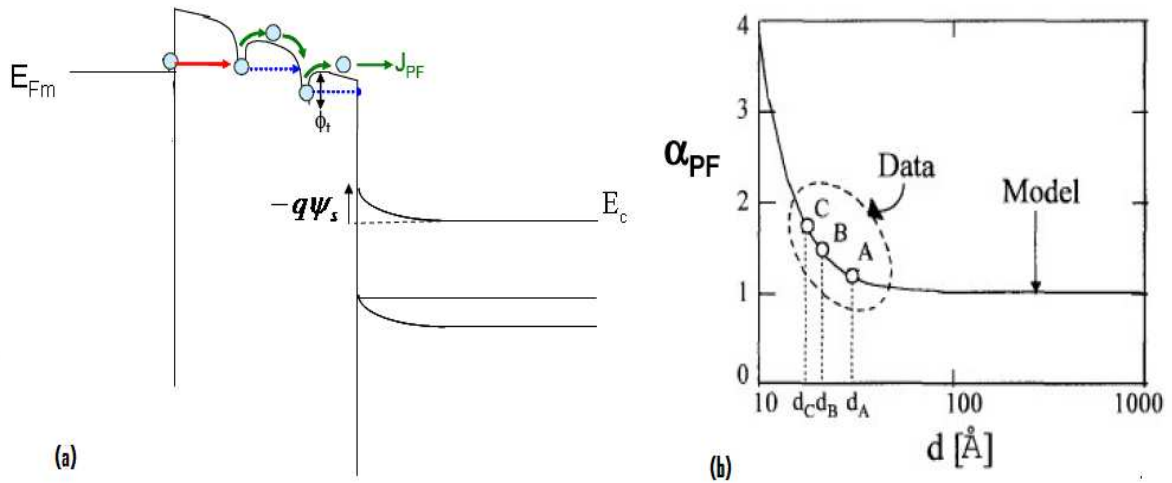 E_Fm
J_PF
ϕ_t
−qψ_s
E_c
(a)
4
3
2
1
0
α_PF
Data
Model
C
B
A
10
d_C
d_B
d_A
100
1000
d [Å]
(b)